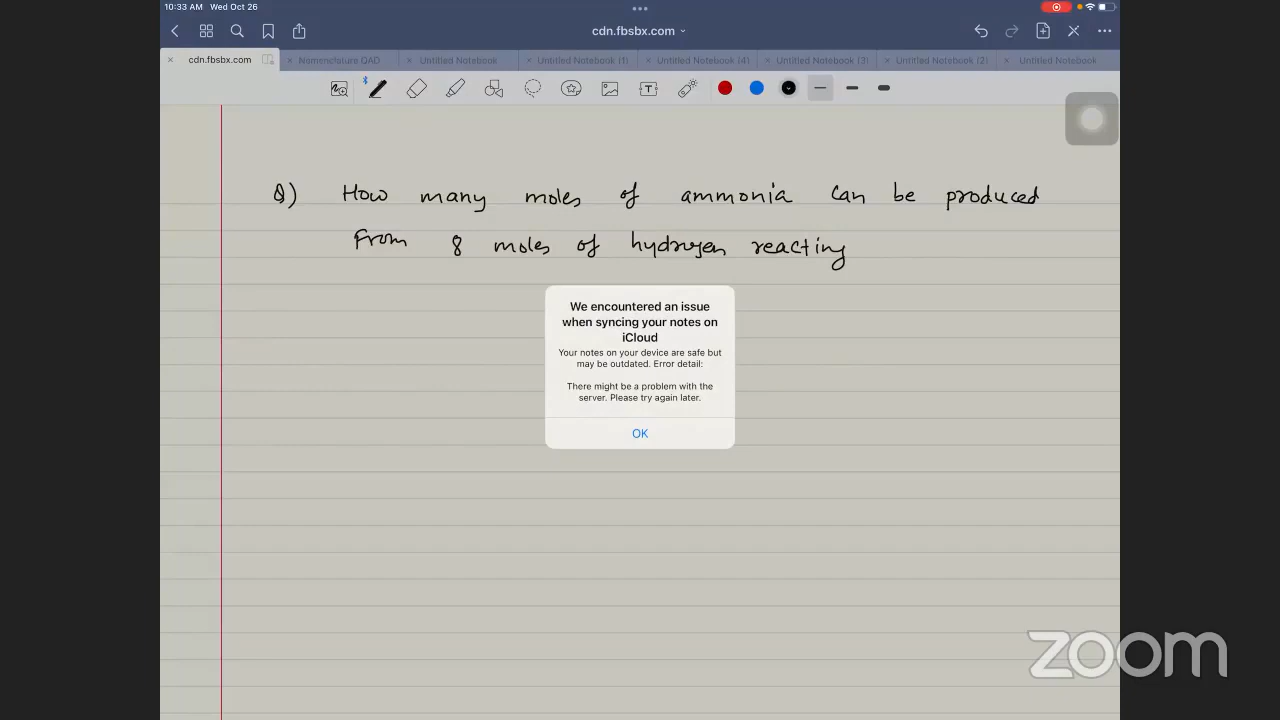 10:33 AM Wed Oct 26
cdn.fbsbx.com
cdn.fbsbx.com Nomenclature QAD Untitled Notebook Untitled Notebook (1) Untitled Notebook (4) Untitled Notebook (3) Untitled Notebook (2) Untitled Notebook
Q) How many moles of ammonia can be produced
From 8 moles of hydrogen reacting
We encountered an issue
when syncing your notes on
iCloud
Your notes on your device are safe but
may be outdated. Error detail:
There might be a problem with the
server. Please try again later.
OK
zoom